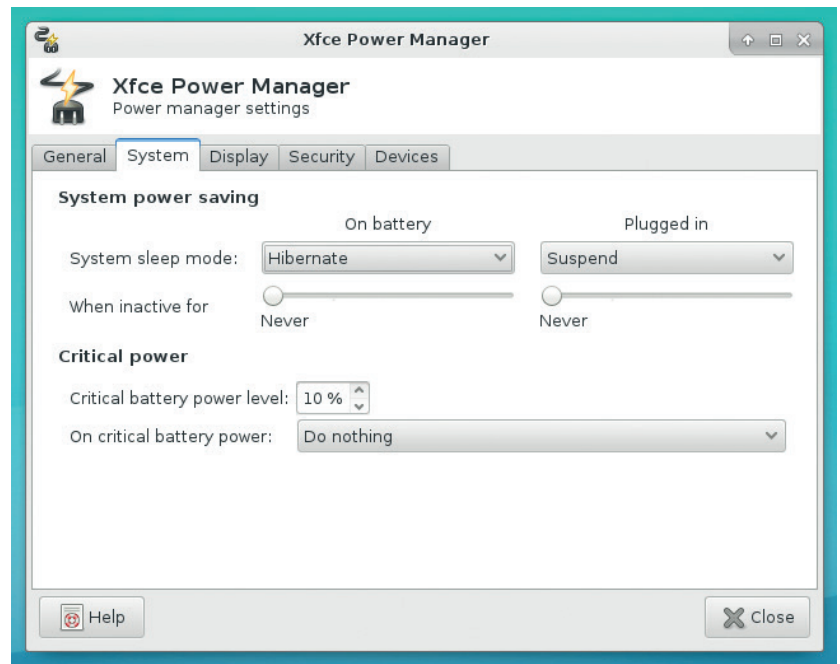 Xfce Power Manager
Xfce Power Manager
Power manager settings
General System Display Security Devices
System power saving
On battery Plugged in
System sleep mode: Hibernate Suspend
When inactive for
Never Never
Critical power
Critical battery power level: 10 %
On critical battery power: Do nothing
Help Close